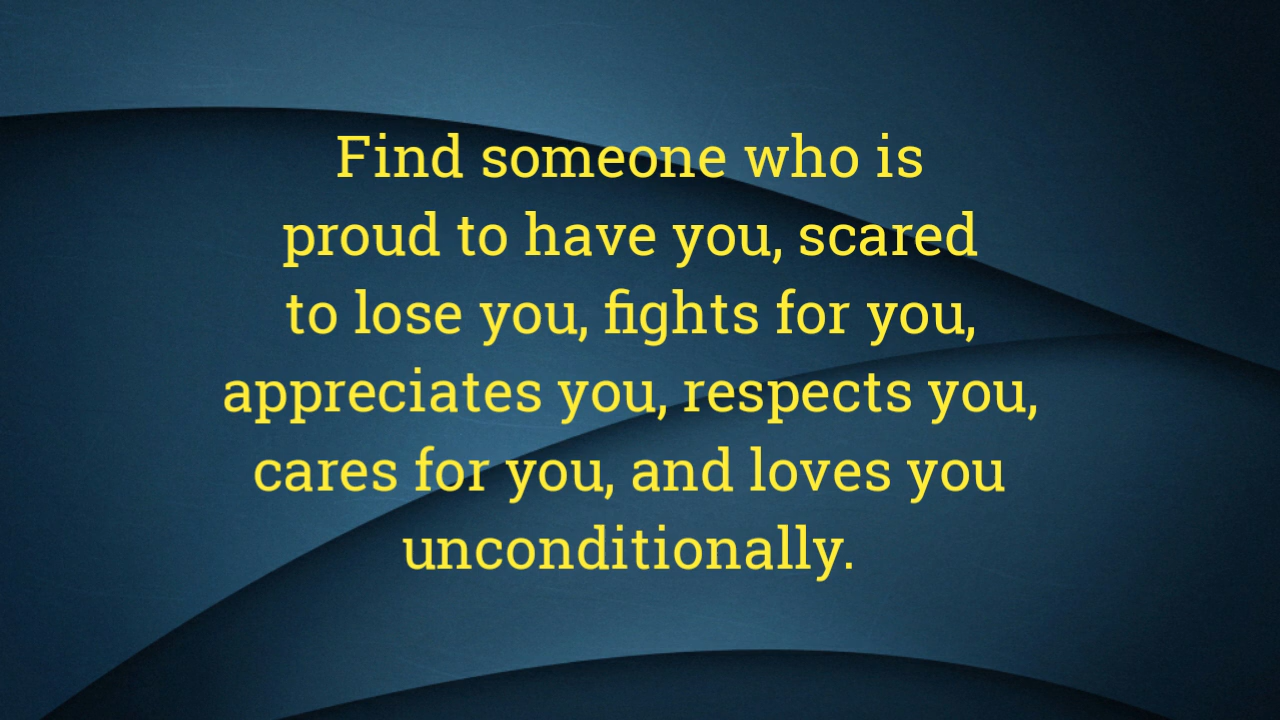 Find someone who is
proud to have you, scared
to lose you, fights for you,
appreciates you, respects you,
cares for you, and loves you
unconditionally.